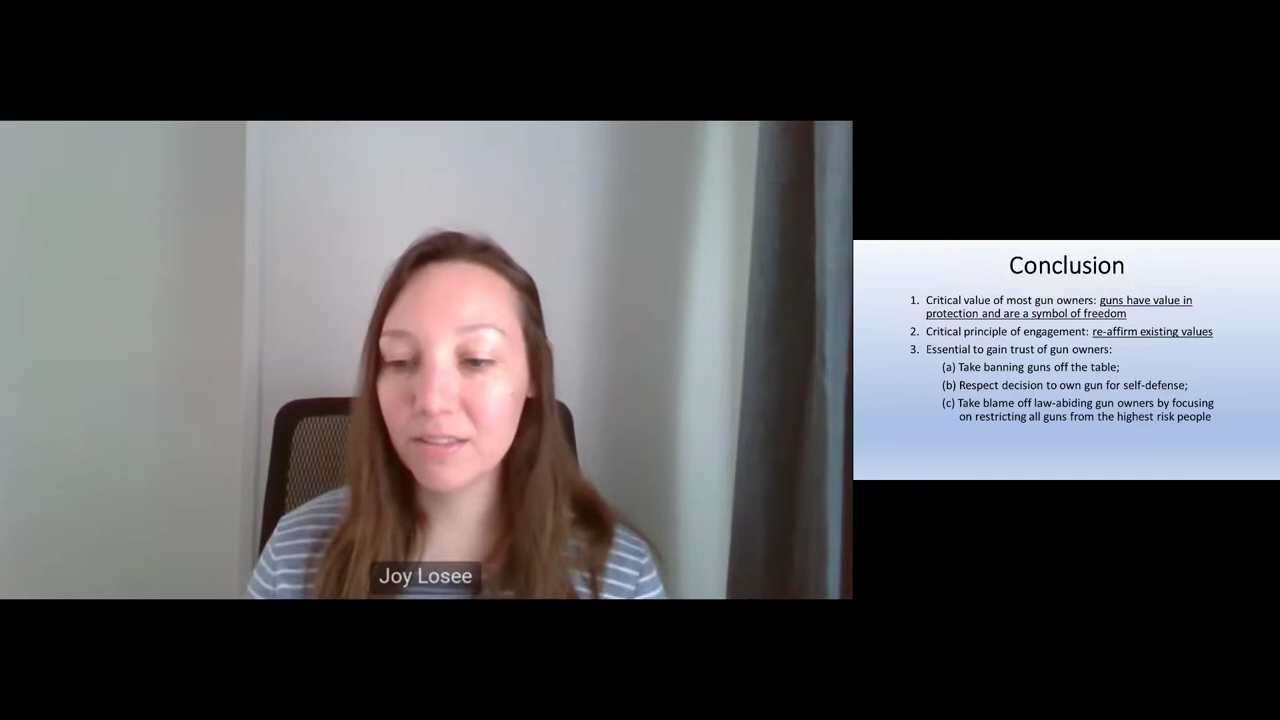 Conclusion
1. Critical value of most gun owners: guns have value in
protection and are a symbol of freedom
2. Critical principle of engagement: re-affirm existing values
3. Essential to gain trust of gun owners:
(a) Take banning guns off the table;
(b) Respect decision to own gun for self-defense;
(c) Take blame off law-abiding gun owners by focusing
on restricting all guns from the highest risk people
Joy Losee